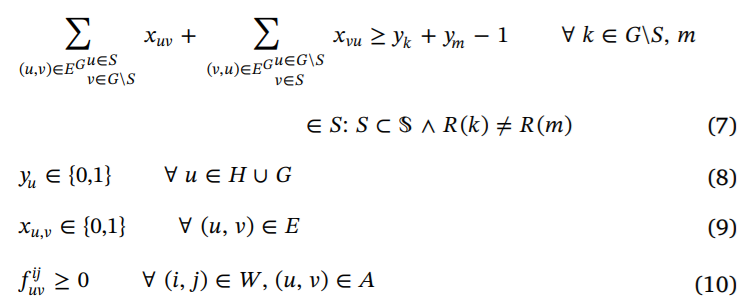 ∑_{(u,v)∈E^G u∈S v∈G\S} x_{uv} + ∑_{(v,u)∈E^G u∈G\S v∈S} x_{vu} ≥ y_k + y_m − 1 ∀ k ∈ G\S, m
∈ S: S ⊂ 𝕊 ∧ R(k) ≠ R(m) (7)
y_u ∈ {0,1} ∀ u ∈ H ∪ G (8)
x_{u,v} ∈ {0,1} ∀ (u, v) ∈ E (9)
f_{uv}^{ij} ≥ 0 ∀ (i, j) ∈ W, (u, v) ∈ A (10)